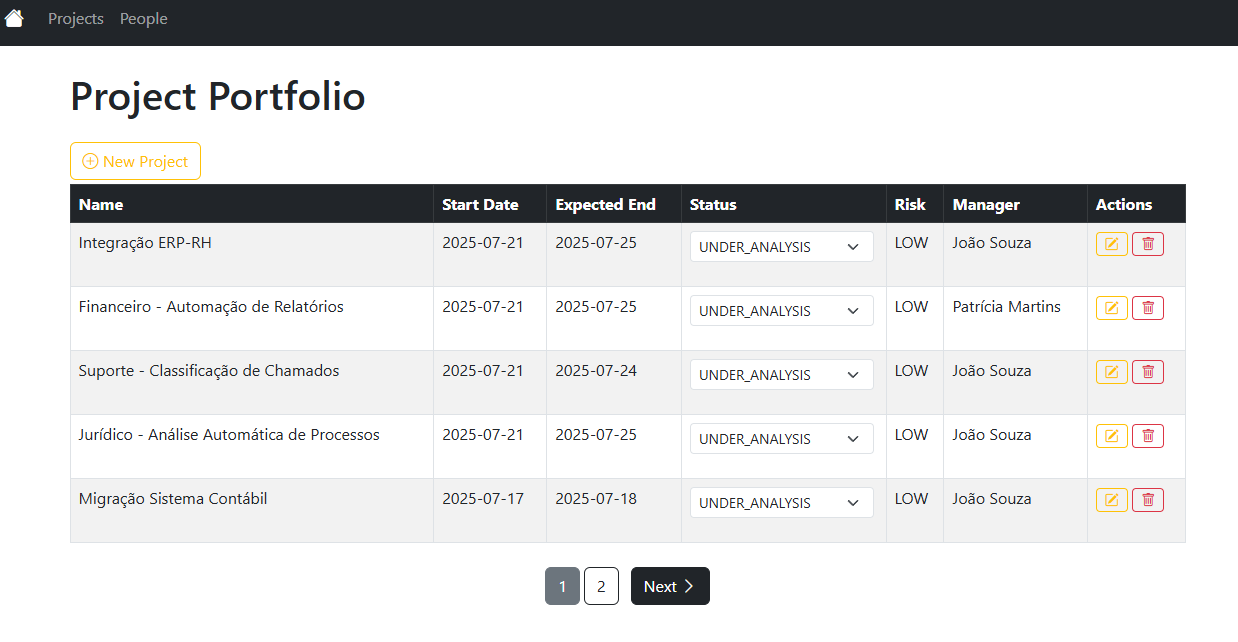 Projects People
Project Portfolio
New Project
Name Start Date Expected End Status Risk Manager Actions
Integração ERP-RH 2025-07-21 2025-07-25 UNDER_ANALYSIS LOW João Souza
Financeiro - Automação de Relatórios 2025-07-21 2025-07-25 UNDER_ANALYSIS LOW Patrícia Martins
Suporte - Classificação de Chamados 2025-07-21 2025-07-24 UNDER_ANALYSIS LOW João Souza
Jurídico - Análise Automática de Processos 2025-07-21 2025-07-25 UNDER_ANALYSIS LOW João Souza
Migração Sistema Contábil 2025-07-17 2025-07-18 UNDER_ANALYSIS LOW João Souza
1 2 Next